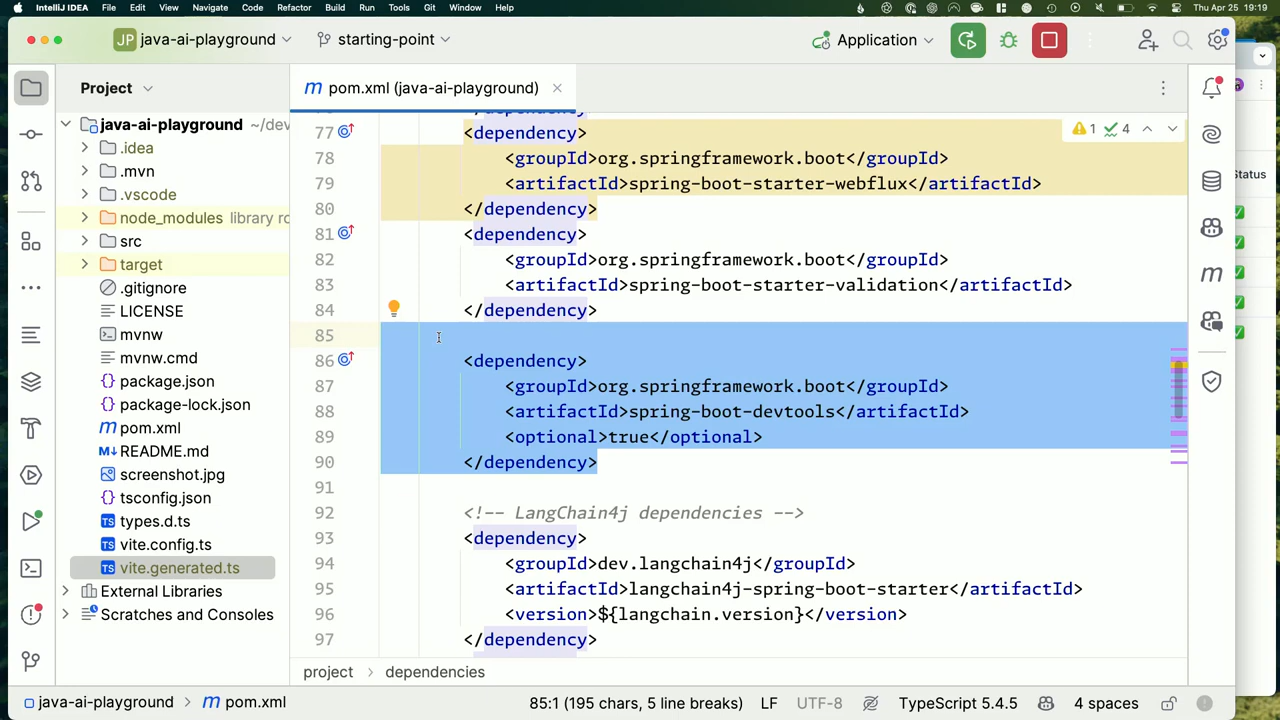 IntelliJ IDEA File Edit View Navigate Code Refactor Build Run Tools Git Window Help Thu Apr 25 19:19
JP java-ai-playground starting-point Application
Project
m pom.xml (java-ai-playground)
java-ai-playground ~/dev
.idea
.mvn
.vscode
node_modules library ro
src
target
.gitignore
LICENSE
mvnw
mvnw.cmd
package.json
package-lock.json
m pom.xml
M↓ README.md
screenshot.jpg
tsconfig.json
TS types.d.ts
TS vite.config.ts
TS vite.generated.ts
External Libraries
Scratches and Consoles
1 4
77 <dependency>
78 <groupId>org.springframework.boot</groupId>
79 <artifactId>spring-boot-starter-webflux</artifactId>
80 </dependency>
81 <dependency>
82 <groupId>org.springframework.boot</groupId>
83 <artifactId>spring-boot-starter-validation</artifactId>
84 </dependency>
85
86 <dependency>
87 <groupId>org.springframework.boot</groupId>
88 <artifactId>spring-boot-devtools</artifactId>
89 <optional>true</optional>
90 </dependency>
91
92 <!-- LangChain4j dependencies -->
93 <dependency>
94 <groupId>dev.langchain4j</groupId>
95 <artifactId>langchain4j-spring-boot-starter</artifactId>
96 <version>${langchain.version}</version>
97 </dependency>
m
Status
project dependencies
java-ai-playground m pom.xml 85:1 (195 chars, 5 line breaks) LF UTF-8 TypeScript 5.4.5 4 spaces